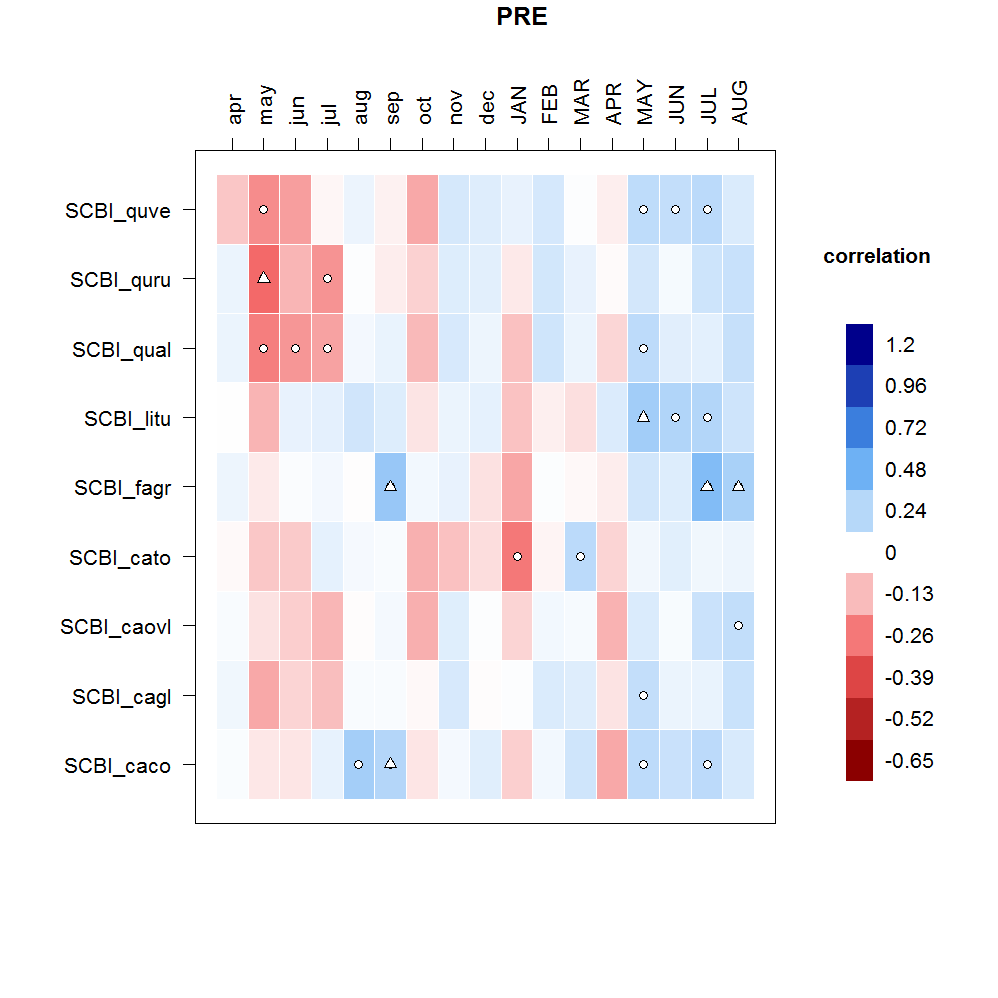 PRE
apr may jun jul aug sep oct nov dec JAN FEB MAR APR MAY JUN JUL AUG
SCBI_quve
SCBI_quru
SCBI_qual
SCBI_litu
SCBI_fagr
SCBI_cato
SCBI_caovl
SCBI_cagl
SCBI_caco
correlation
1.2
0.96
0.72
0.48
0.24
0
-0.13
-0.26
-0.39
-0.52
-0.65